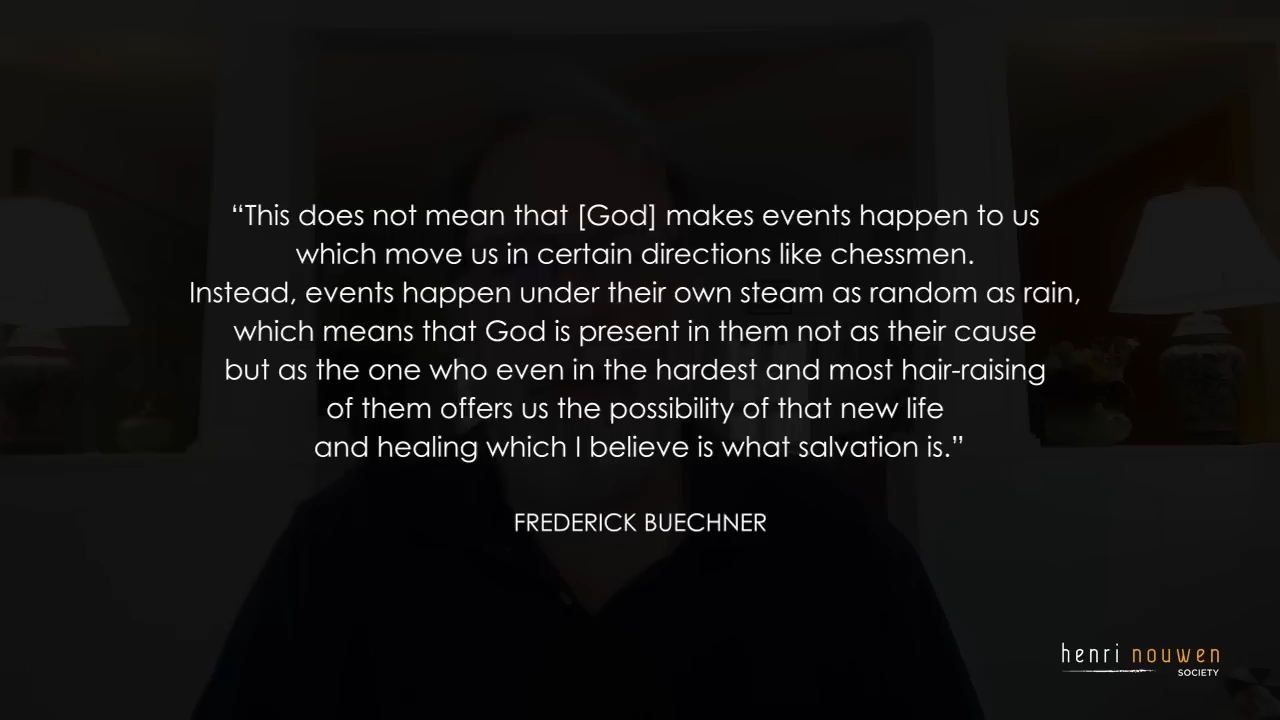 “This does not mean that [God] makes events happen to us
which move us in certain directions like chessmen.
Instead, events happen under their own steam as random as rain,
which means that God is present in them not as their cause
but as the one who even in the hardest and most hair-raising
of them offers us the possibility of that new life
and healing which I believe is what salvation is.”
FREDERICK BUECHNER
henri nouwen
SOCIETY